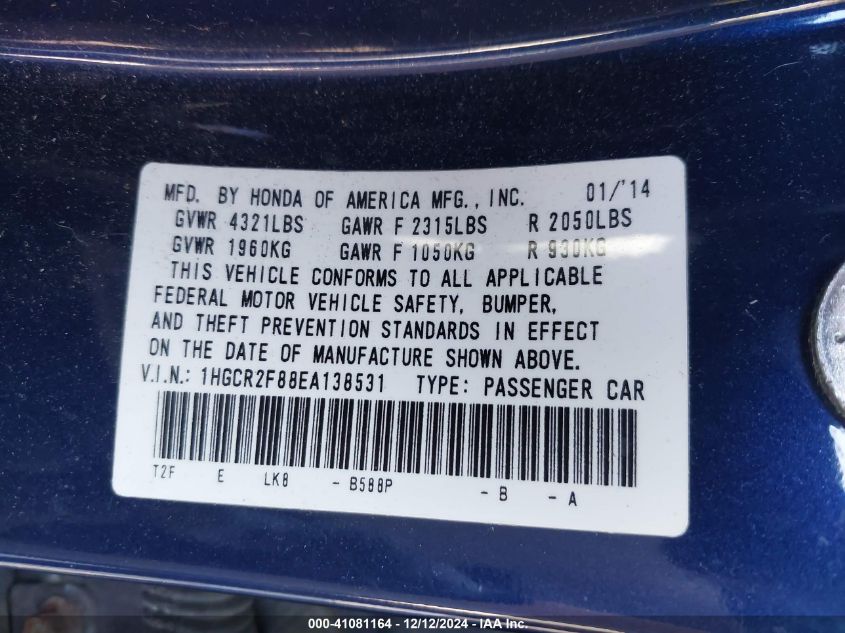 MFD. BY HONDA OF AMERICA MFG., INC. 01/'14
GVWR 4321LBS GAWR F 2315LBS R 2050LBS
GVWR 1960KG GAWR F 1050KG R 930KG
THIS VEHICLE CONFORMS TO ALL APPLICABLE
FEDERAL MOTOR VEHICLE SAFETY, BUMPER,
AND THEFT PREVENTION STANDARDS IN EFFECT
ON THE DATE OF MANUFACTURE SHOWN ABOVE.
V.I.N.: 1HGCR2F88EA138531 TYPE: PASSENGER CAR
T2F E LK8 - B588P - B - A
000-41081164 - 12/12/2024 - IAA Inc.